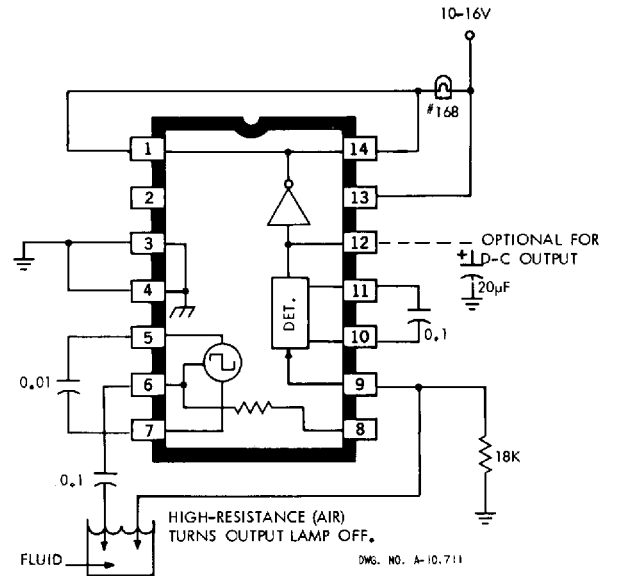 10-16V
#168
1
14
2
13
3
12
OPTIONAL FOR
D-C OUTPUT
+
20µF
4
11
DET.
5
10
0.1
0.01
6
9
7
8
18K
0.1
HIGH-RESISTANCE (AIR)
TURNS OUTPUT LAMP OFF.
FLUID
DWG. NO. A-10,711